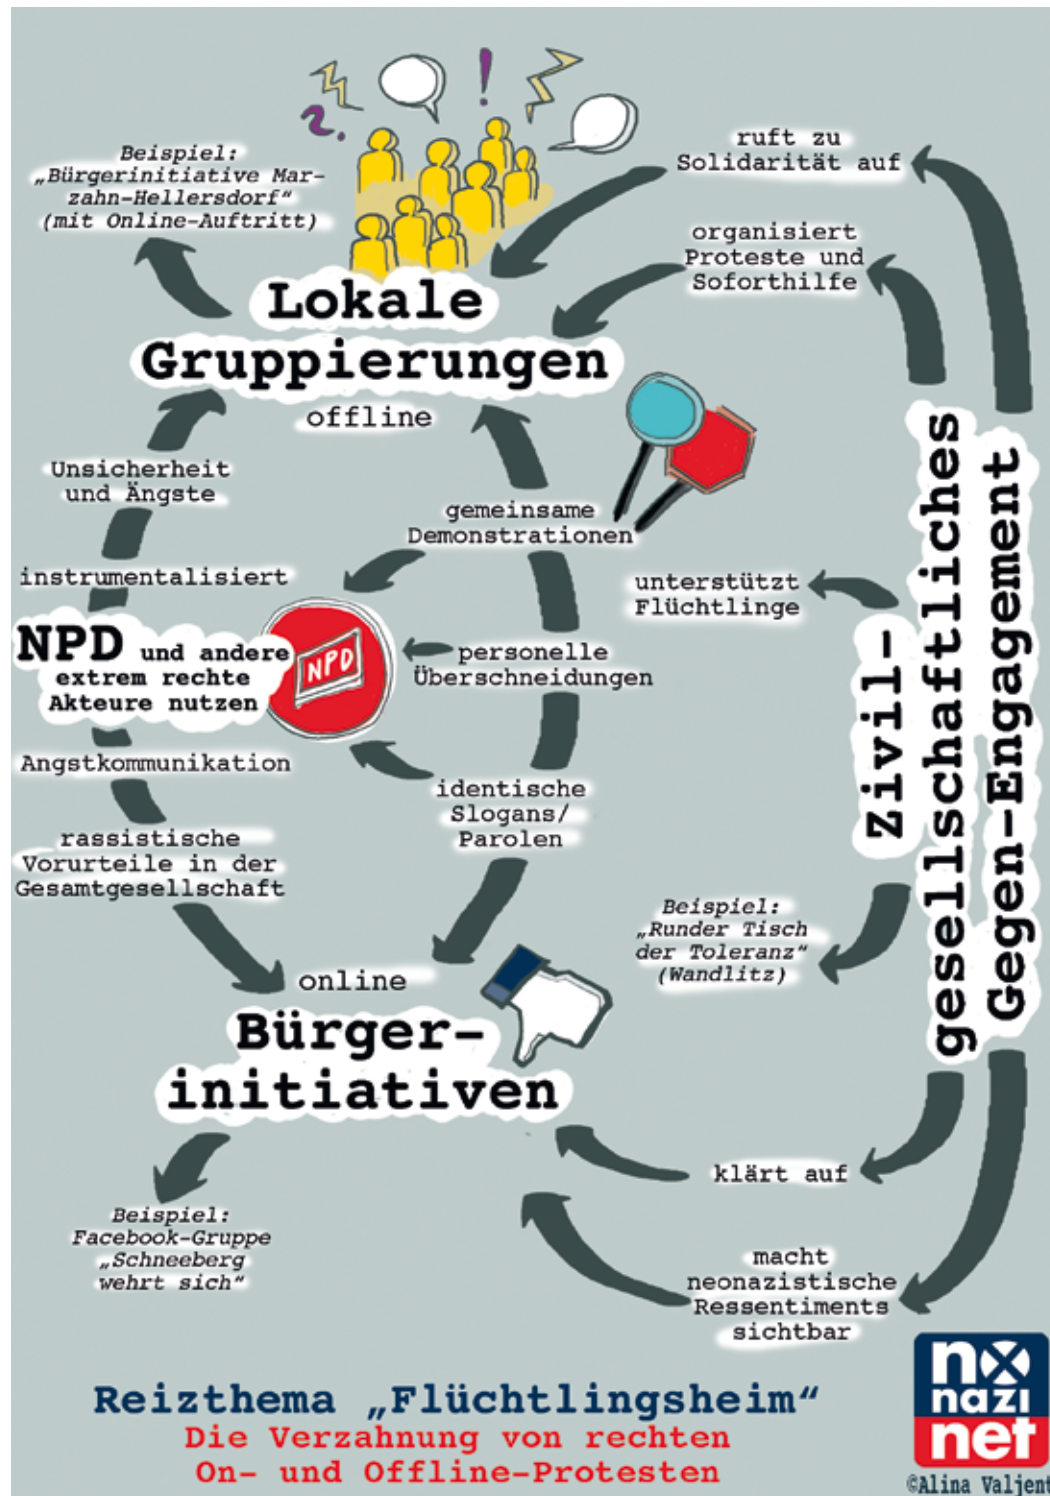 Beispiel:
„Bürgerinitiative Mar-
zahn-Hellersdorf“
(mit Online-Auftritt)
ruft zu
Solidarität auf
organisiert
Proteste und
Soforthilfe
Lokale
Gruppierungen
offline
Unsicherheit
und Ängste
gemeinsame
Demonstrationen
instrumentalisiert
unterstützt
Flüchtlinge
NPD und andere
extrem rechte
Akteure nutzen
NPD
personelle
Überschneidungen
Zivil-
gesellschaftliches
Gegen-Engagement
Angstkommunikation
identische
Slogans/
Parolen
rassistische
Vorurteile in der
Gesamtgesellschaft
Beispiel:
„Runder Tisch
der Toleranz“
(Wandlitz)
online
Bürger-
initiativen
klärt auf
Beispiel:
Facebook-Gruppe
„Schneeberg
wehrt sich“
macht
neonazistische
Ressentiments
sichtbar
Reizthema „Flüchtlingsheim“
Die Verzahnung von rechten
On- und Offline-Protesten
no
nazi
net
©Alina Valjent